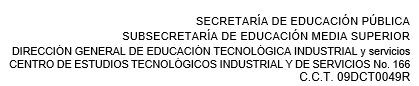 SECRETARÍA DE EDUCACIÓN PÚBLICA
SUBSECRETARÍA DE EDUCACIÓN MEDIA SUPERIOR
DIRECCIÓN GENERAL DE EDUCACIÓN TECNOLÓGICA INDUSTRIAL y servicios
CENTRO DE ESTUDIOS TECNOLÓGICOS INDUSTRIAL Y DE SERVICIOS No. 166
C.C.T. 09DCT0049R